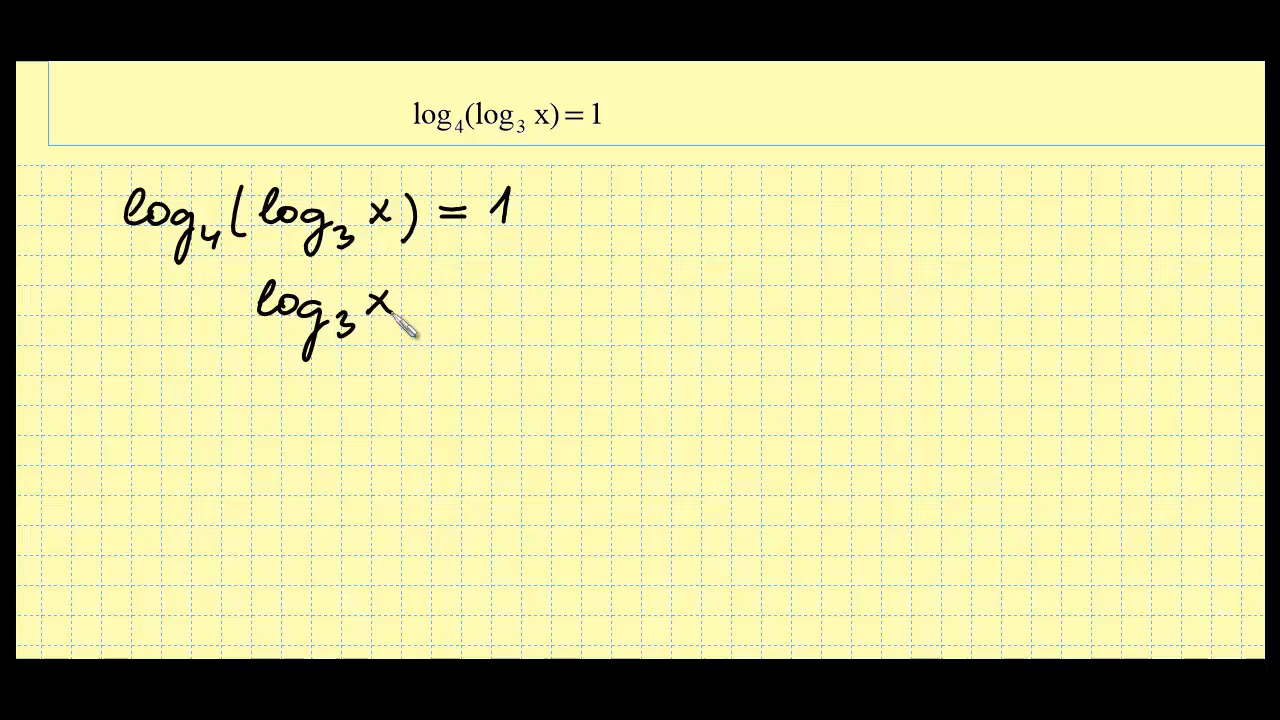 log₄(log₃ x) = 1
log₄(log₃ x) = 1
log₃ x